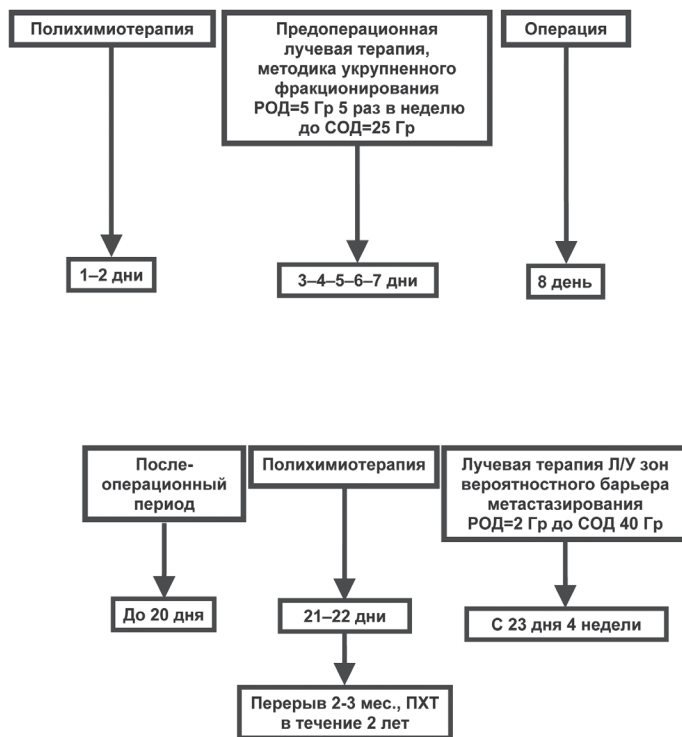 Полихимиотерапия
Предоперационная
лучевая терапия,
методика укрупненного
фракционирования
РОД=5 Гр 5 раз в неделю
до СОД=25 Гр
Операция
1–2 дни
3–4–5–6–7 дни
8 день
После-
операционный
период
Полихимиотерапия
Лучевая терапия Л/У зон
вероятностного барьера
метастазирования
РОД=2 Гр до СОД 40 Гр
До 20 дня
21–22 дни
С 23 дня 4 недели
Перерыв 2-3 мес., ПХТ
в течение 2 лет